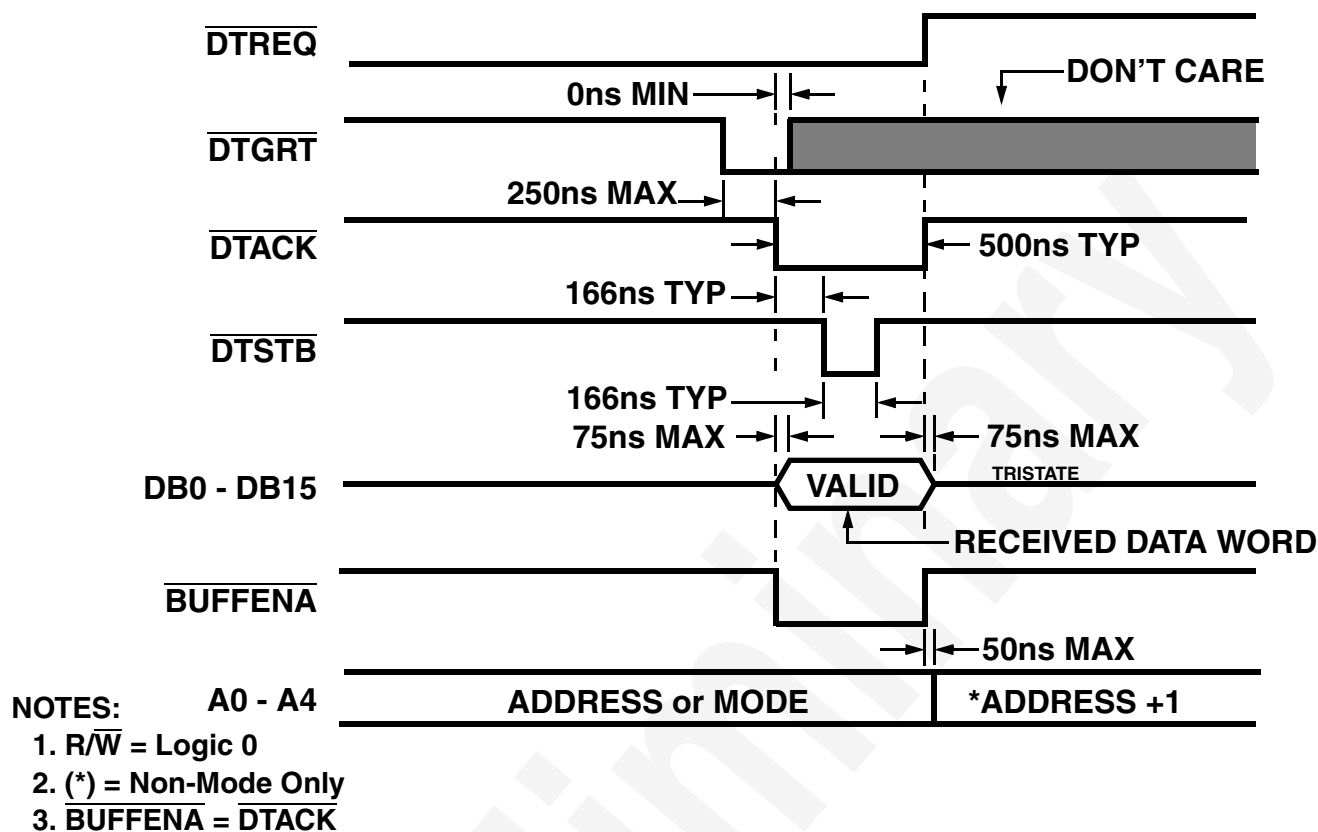 DTREQ
DON'T CARE
0ns MIN
DTGRT
250ns MAX
DTACK
500ns TYP
166ns TYP
DTSTB
166ns TYP
75ns MAX
75ns MAX
DB0 - DB15
VALID
TRISTATE
RECEIVED DATA WORD
BUFFENA
50ns MAX
A0 - A4
ADDRESS or MODE
*ADDRESS +1
NOTES:
1. R/W = Logic 0
2. (*) = Non-Mode Only
3. BUFFENA = DTACK